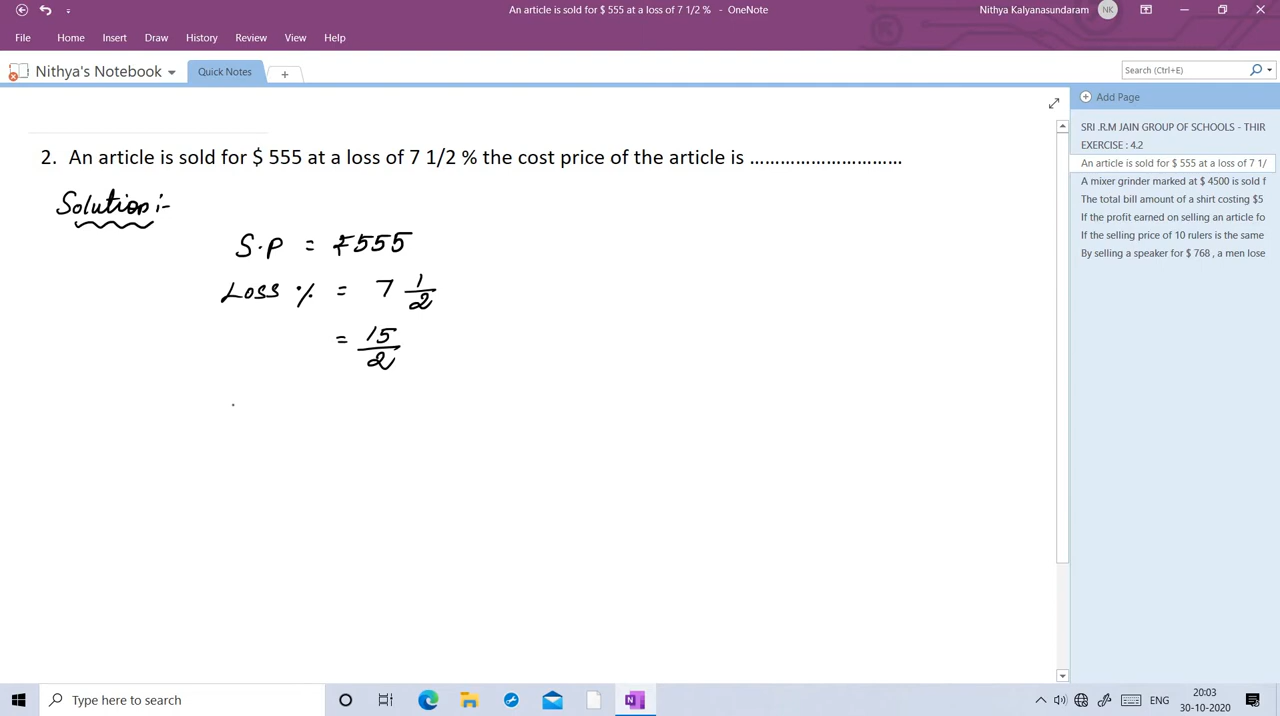 An article is sold for $ 555 at a loss of 7 1/2 % - OneNote
Nithya Kalyanasundaram NK
File Home Insert Draw History Review View Help
Nithya's Notebook Quick Notes +
Search (Ctrl+E)
Add Page
SRI .R.M JAIN GROUP OF SCHOOLS - THIR
EXERCISE : 4.2
An article is sold for $ 555 at a loss of 7 1/
A mixer grinder marked at $ 4500 is sold f
The total bill amount of a shirt costing $5
If the profit earned on selling an article fo
If the selling price of 10 rulers is the same
By selling a speaker for $ 768 , a men lose
2. An article is sold for $ 555 at a loss of 7 1/2 % the cost price of the article is .................................
Solution :-
S.P = ₹555
Loss % = 7 1/2
= 15/2
Type here to search
ENG
20:03
30-10-2020